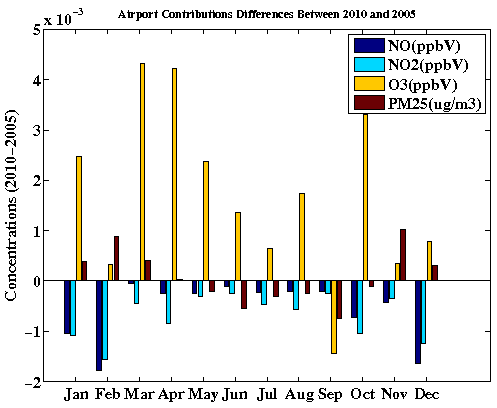 Airport Contributions Differences Between 2010 and 2005
x 10⁻³
NO(ppbV)
NO2(ppbV)
O3(ppbV)
PM25(ug/m3)
Concentrations (2010−2005)
5
4
3
2
1
0
−1
−2
Jan Feb Mar Apr May Jun Jul Aug Sep Oct Nov Dec